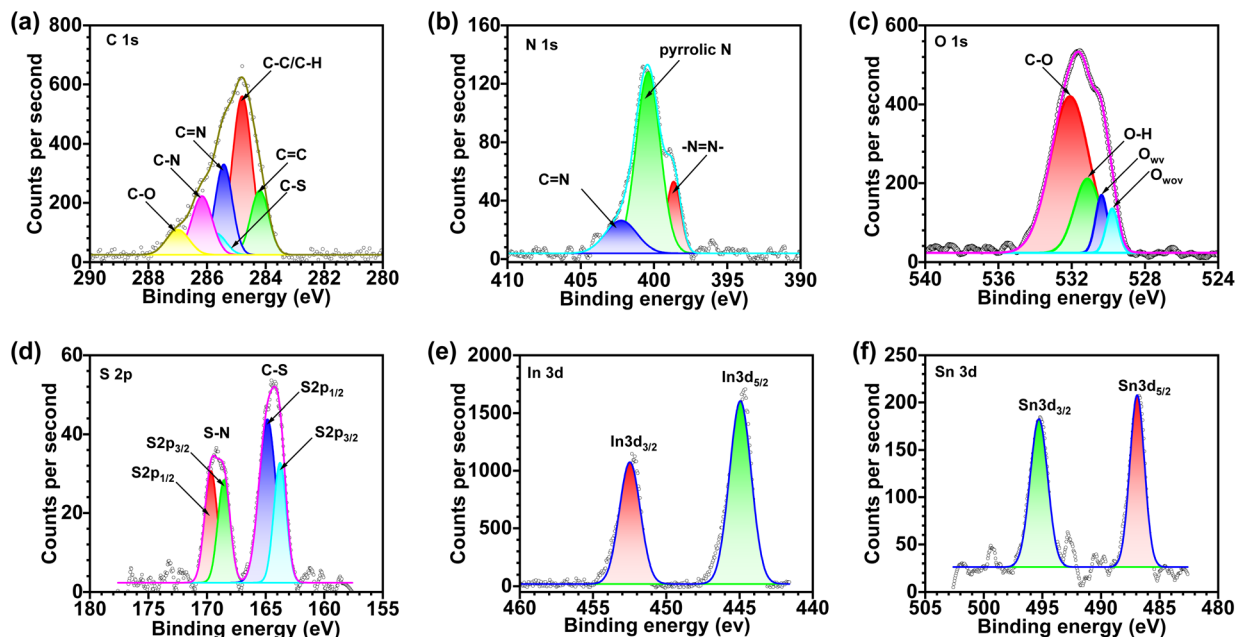 (a)
C 1s
C-C/C-H
C=N
C-N
C=C
C-S
C-O
Counts per second
800
600
400
200
0
290 288 286 284 282 280
Binding energy (eV)
(b)
N 1s
pyrrolic N
-N=N-
C=N
Counts per second
160
120
80
40
0
410 405 400 395 390
Binding energy (eV)
(c)
O 1s
C-O
O-H
Owv
Owov
Counts per second
600
400
200
0
540 536 532 528 524
Binding energy (eV)
(d)
S 2p
C-S
S2p1/2
S-N
S2p3/2
S2p3/2
S2p1/2
Counts per second
60
40
20
0
180 175 170 165 160 155
Binding energy (eV)
(e)
In 3d
In3d5/2
In3d3/2
Counts per second
2000
1500
1000
500
0
460 455 450 445 440
Binding energy (ev)
(f)
Sn 3d
Sn3d5/2
Sn3d3/2
Counts per second
250
200
150
100
50
0
505 500 495 490 485 480
Binding energy (eV)